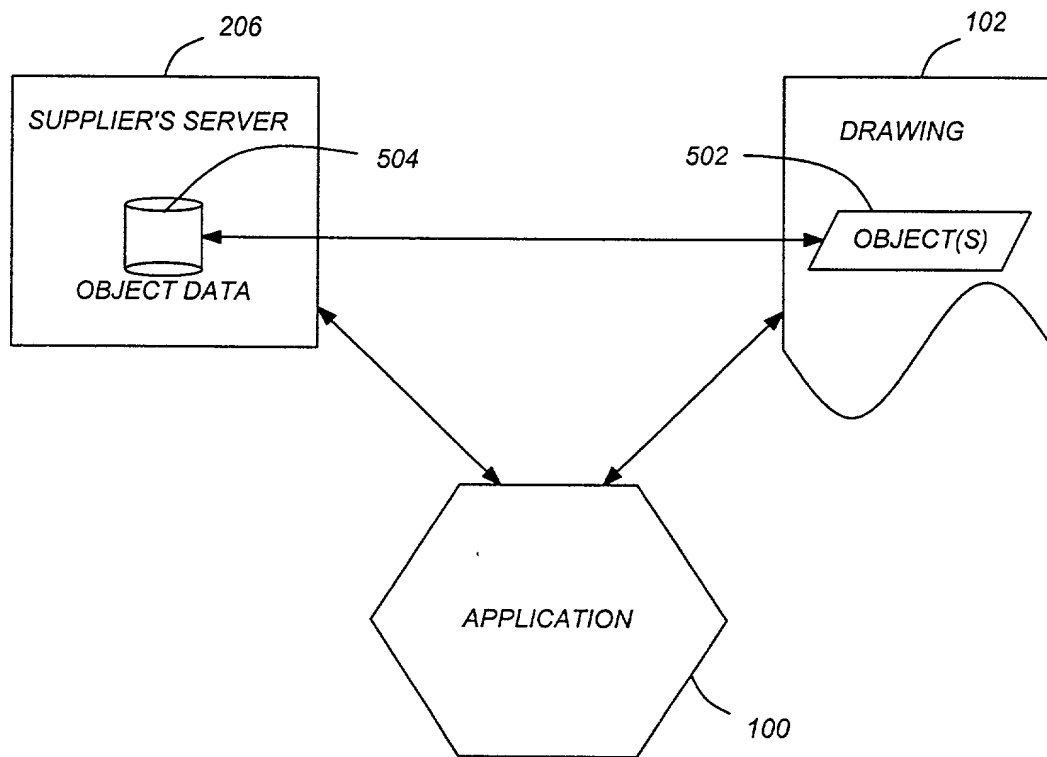 206
102
SUPPLIER'S SERVER
DRAWING
504
502
OBJECT(S)
OBJECT DATA
APPLICATION
100